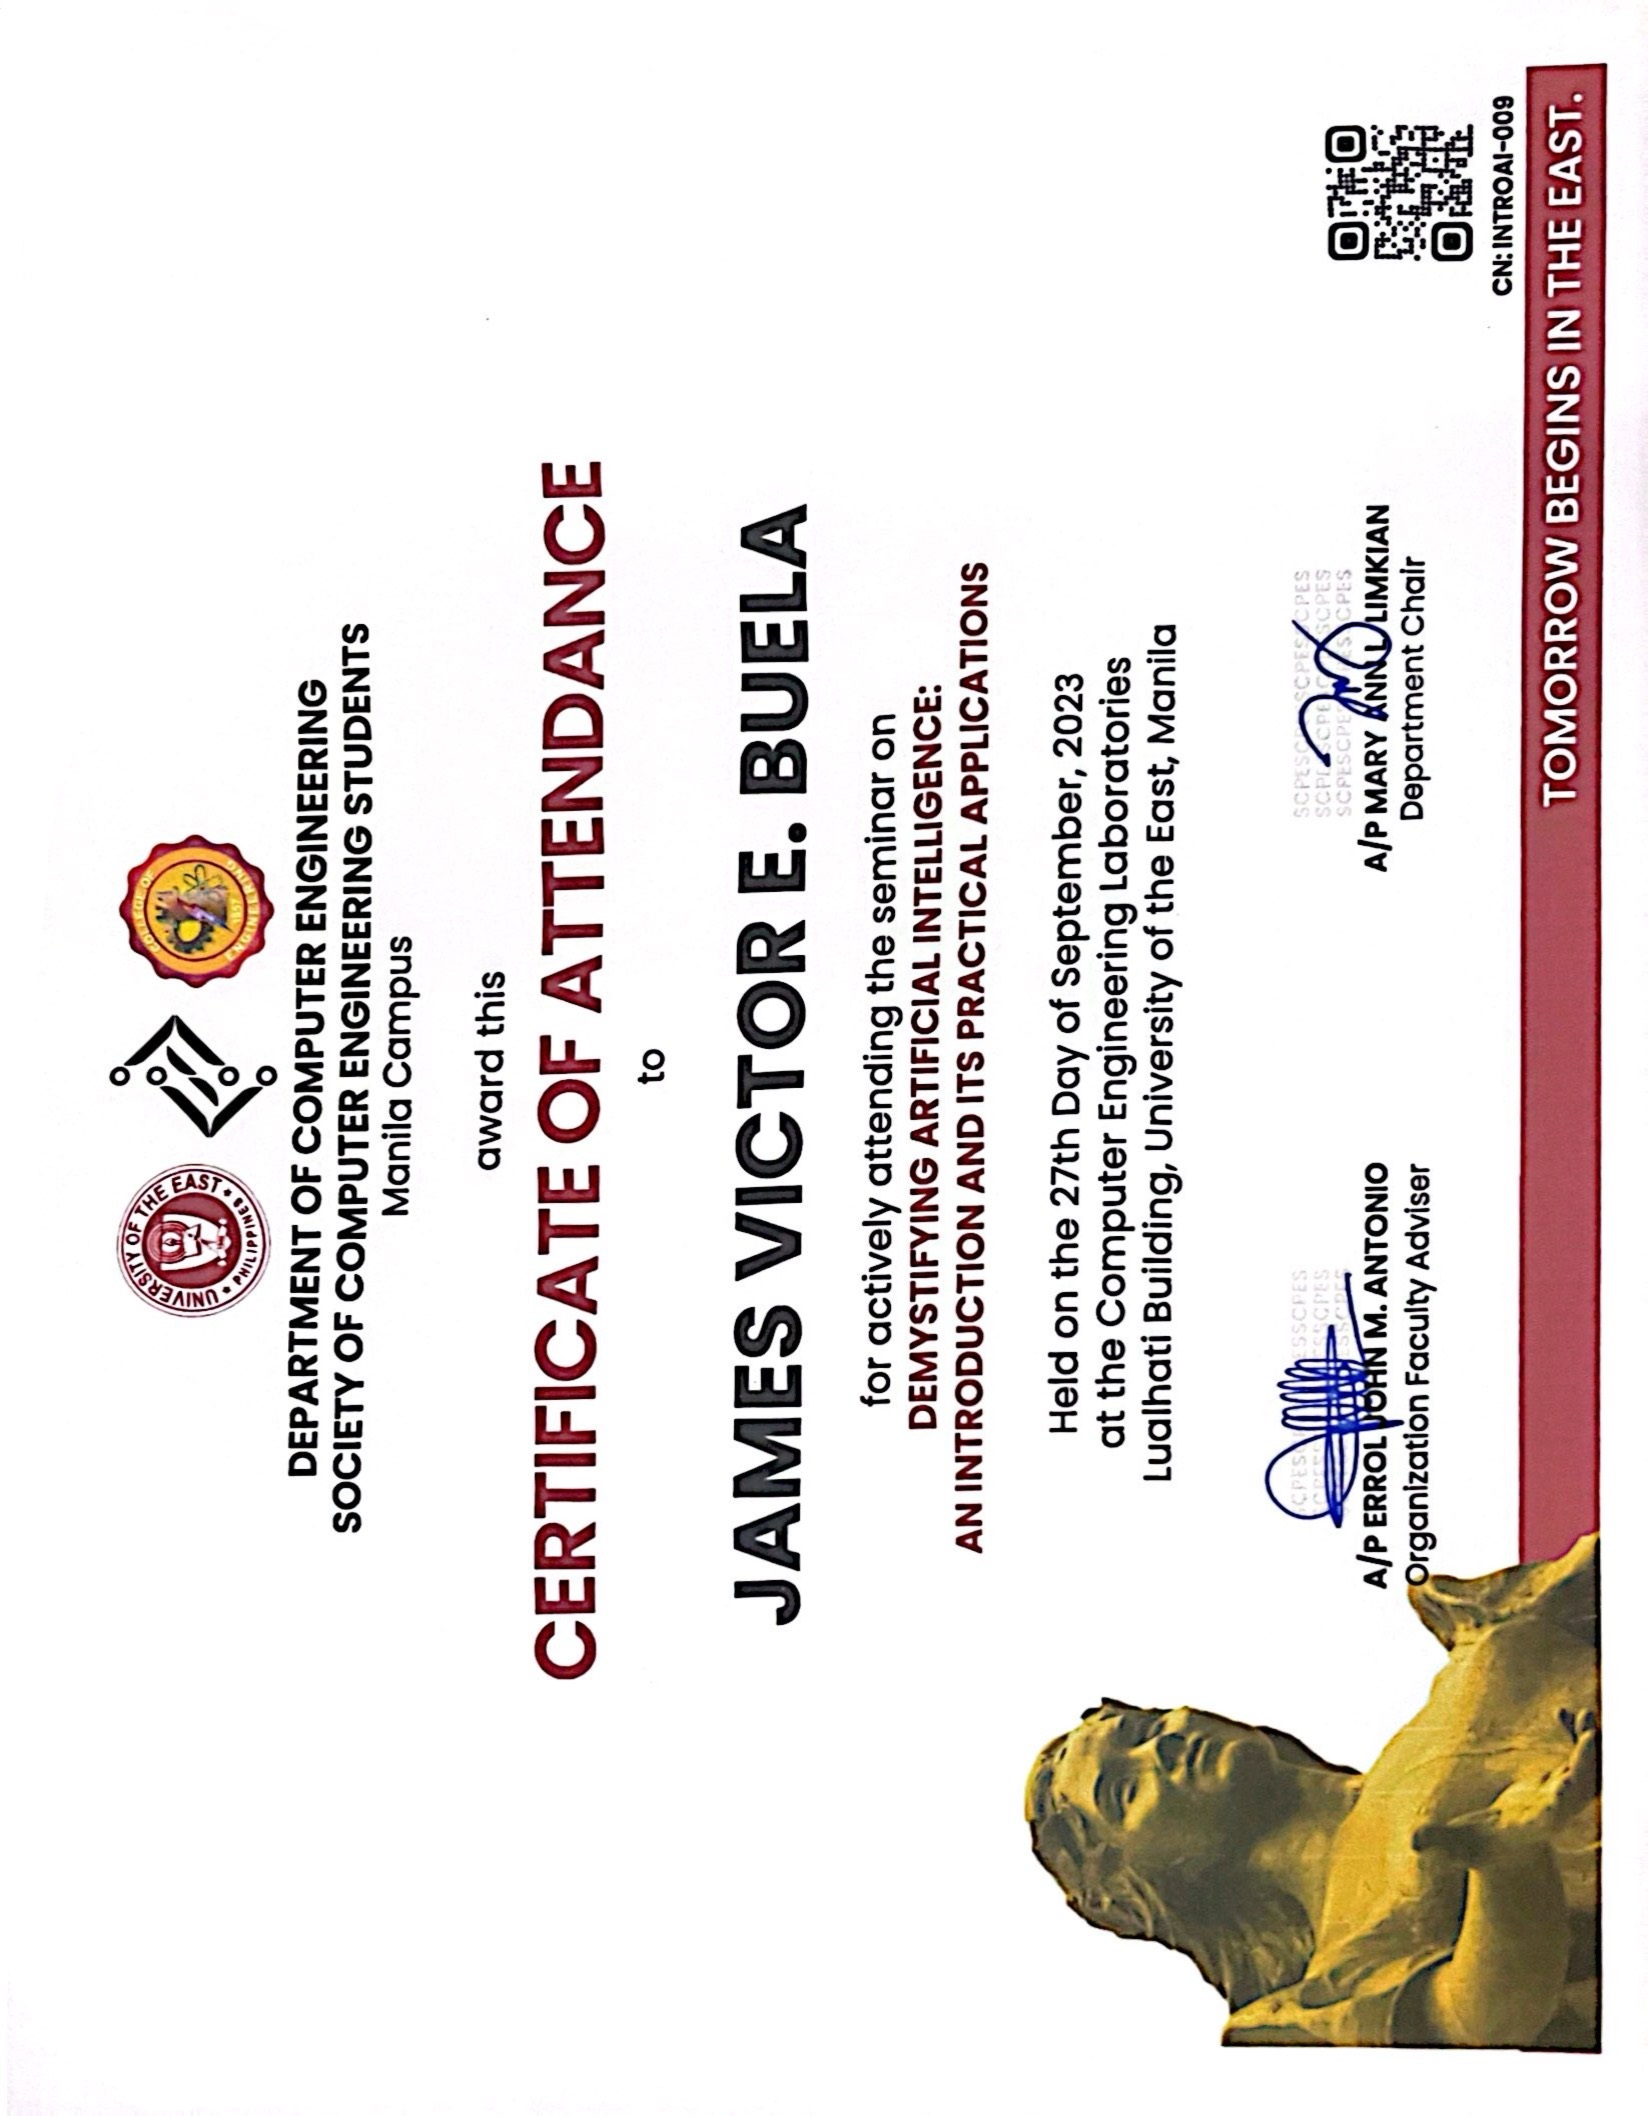 UNIVERSITY OF THE EAST
PHILIPPINES
COLLEGE OF
ENGINEERING
1957
DEPARTMENT OF COMPUTER ENGINEERING
SOCIETY OF COMPUTER ENGINEERING STUDENTS
Manila Campus
award this
CERTIFICATE OF ATTENDANCE
to
JAMES VICTOR E. BUELA
for actively attending the seminar on
DEMYSTIFYING ARTIFICIAL INTELLIGENCE:
AN INTRODUCTION AND ITS PRACTICAL APPLICATIONS
Held on the 27th Day of September, 2023
at the Computer Engineering Laboratories
Lualhati Building, University of the East, Manila
A/P ERROL JOHN M. ANTONIO
Organization Faculty Adviser
A/P MARY ANN L. LIMKIAN
Department Chair
CN: INTROAI-009
TOMORROW BEGINS IN THE EAST.